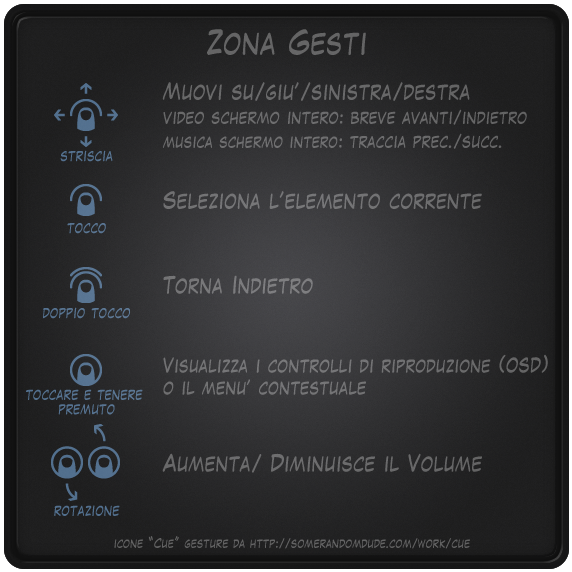 Zona Gesti
Muovi su/giu'/sinistra/destra
video schermo intero: breve avanti/indietro
musica schermo intero: traccia prec./succ.
striscia
Seleziona l'elemento corrente
tocco
Torna Indietro
doppio tocco
Visualizza i controlli di riproduzione (OSD)
o il menu' contestuale
toccare e tenere
premuto
Aumenta/ Diminuisce il Volume
rotazione
icone "Cue" gesture da http://somerandomdude.com/work/cue